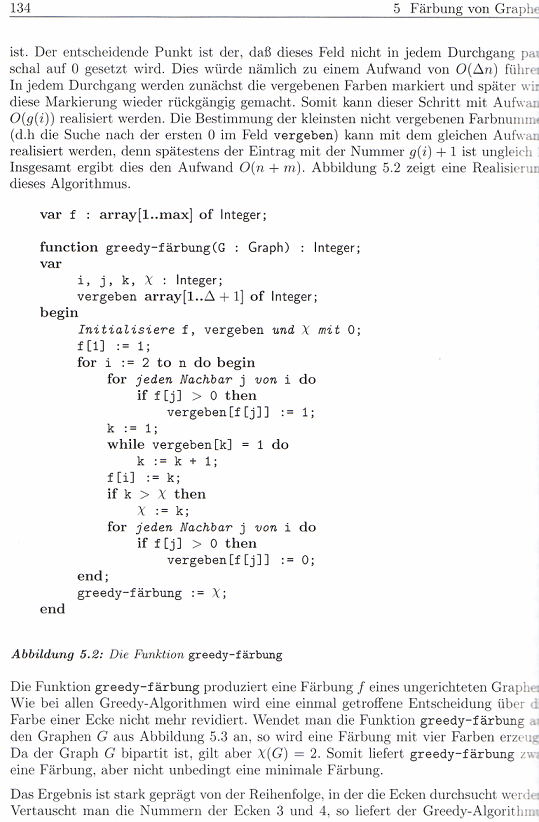 134 5 Färbung von Graphe
ist. Der entscheidende Punkt ist der, daß dieses Feld nicht in jedem Durchgang pau
schal auf 0 gesetzt wird. Dies würde nämlich zu einem Aufwand von O(Δn) führe
In jedem Durchgang werden zunächst die vergebenen Farben markiert und später wir
diese Markierung wieder rückgängig gemacht. Somit kann dieser Schritt mit Aufwan
O(g(i)) realisiert werden. Die Bestimmung der kleinsten nicht vergebenen Farbnumme
(d.h die Suche nach der ersten 0 im Feld vergeben) kann mit dem gleichen Aufwan
realisiert werden, denn spätestens der Eintrag mit der Nummer g(i) + 1 ist ungleich
Insgesamt ergibt dies den Aufwand O(n + m). Abbildung 5.2 zeigt eine Realisierun
dieses Algorithmus.
var f : array[1..max] of Integer;
function greedy-färbung(G : Graph) : Integer;
var
i, j, k, χ : Integer;
vergeben array[1..Δ + 1] of Integer;
begin
Initialisiere f, vergeben und χ mit 0;
f[1] := 1;
for i := 2 to n do begin
for jeden Nachbar j von i do
if f[j] > 0 then
vergeben[f[j]] := 1;
k := 1;
while vergeben[k] = 1 do
k := k + 1;
f[i] := k;
if k > χ then
χ := k;
for jeden Nachbar j von i do
if f[j] > 0 then
vergeben[f[j]] := 0;
end;
greedy-färbung := χ;
end
Abbildung 5.2: Die Funktion greedy-färbung
Die Funktion greedy-färbung produziert eine Färbung f eines ungerichteten Graphe
Wie bei allen Greedy-Algorithmen wird eine einmal getroffene Entscheidung über d
Farbe einer Ecke nicht mehr revidiert. Wendet man die Funktion greedy-färbung a
den Graphen G aus Abbildung 5.3 an, so wird eine Färbung mit vier Farben erzeug
Da der Graph G bipartit ist, gilt aber χ(G) = 2. Somit liefert greedy-färbung zwa
eine Färbung, aber nicht unbedingt eine minimale Färbung.
Das Ergebnis ist stark geprägt von der Reihenfolge, in der die Ecken durchsucht werde
Vertauscht man die Nummern der Ecken 3 und 4, so liefert der Greedy-Algorithm